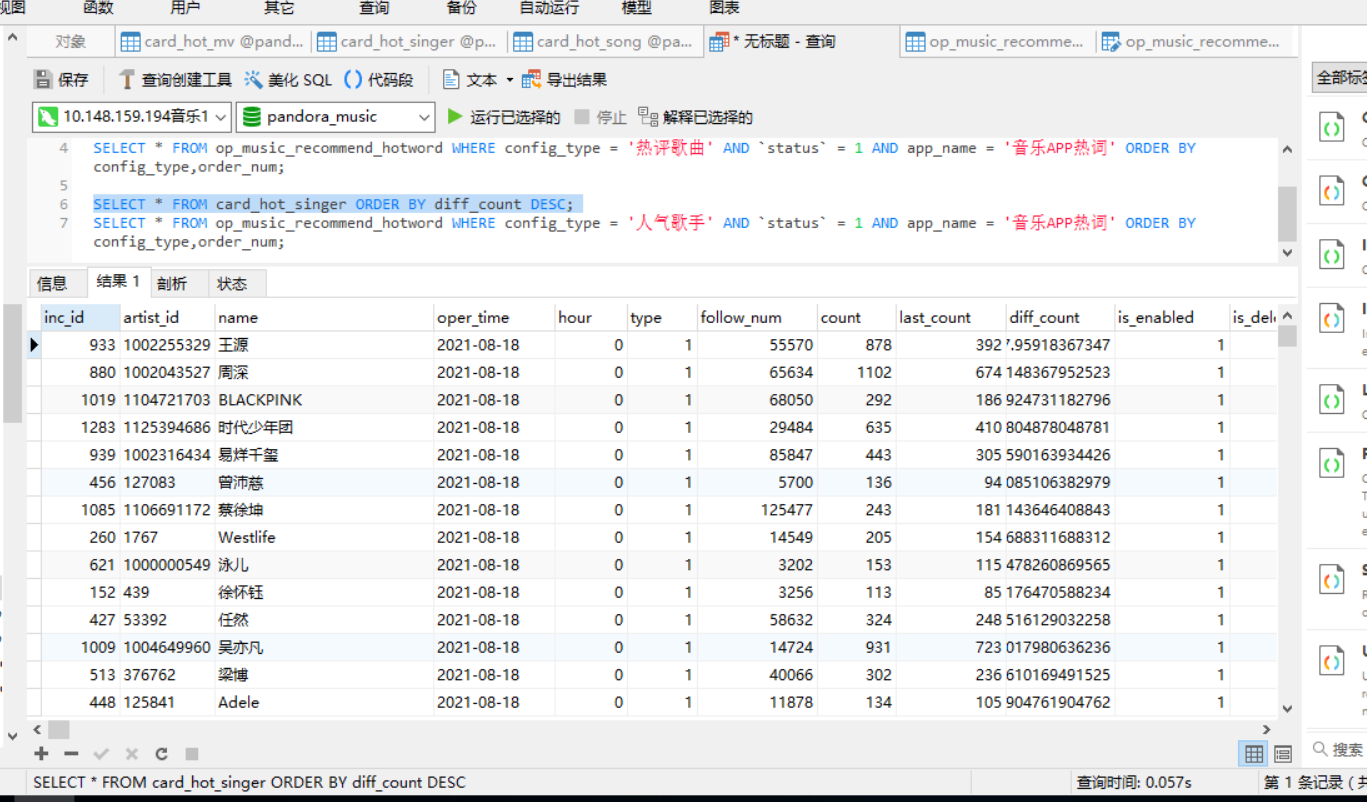 视图 函数 用户 其它 查询 备份 自动运行 模型 图表
对象 card_hot_mv @pand... card_hot_singer @p... card_hot_song @pa... * 无标题 - 查询 op_music_recomme... op_music_recomme...
保存 查询创建工具 美化 SQL 代码段 文本 导出结果
全部标签
10.148.159.194音乐1 pandora_music 运行已选择的 停止 解释已选择的
4 SELECT * FROM op_music_recommend_hotword WHERE config_type = '热评歌曲' AND `status` = 1 AND app_name = '音乐APP热词' ORDER BY
config_type,order_num;
5
6 SELECT * FROM card_hot_singer ORDER BY diff_count DESC;
7 SELECT * FROM op_music_recommend_hotword WHERE config_type = '人气歌手' AND `status` = 1 AND app_name = '音乐APP热词' ORDER BY
config_type,order_num;
信息 结果 1 剖析 状态
inc_id artist_id name oper_time hour type follow_num count last_count diff_count is_enabled is_dele
933 1002255329 王源 2021-08-18 0 1 55570 878 392 7.95918367347 1
880 1002043527 周深 2021-08-18 0 1 65634 1102 674 148367952523 1
1019 1104721703 BLACKPINK 2021-08-18 0 1 68050 292 186 924731182796 1
1283 1125394686 时代少年团 2021-08-18 0 1 29484 635 410 804878048781 1
939 1002316434 易烊千玺 2021-08-18 0 1 85847 443 305 590163934426 1
456 127083 曾沛慈 2021-08-18 0 1 5700 136 94 085106382979 1
1085 1106691172 蔡徐坤 2021-08-18 0 1 125477 243 181 143646408843 1
260 1767 Westlife 2021-08-18 0 1 14549 205 154 688311688312 1
621 1000000549 泳儿 2021-08-18 0 1 3202 153 115 478260869565 1
152 439 徐怀钰 2021-08-18 0 1 3256 113 85 176470588234 1
427 53392 任然 2021-08-18 0 1 58632 324 248 516129032258 1
1009 1004649960 吴亦凡 2021-08-18 0 1 14724 931 723 017980636236 1
513 376762 梁博 2021-08-18 0 1 40066 302 236 610169491525 1
448 125841 Adele 2021-08-18 0 1 11878 134 105 904761904762 1
搜索
SELECT * FROM card_hot_singer ORDER BY diff_count DESC 查询时间: 0.057s 第 1 条记录 (共